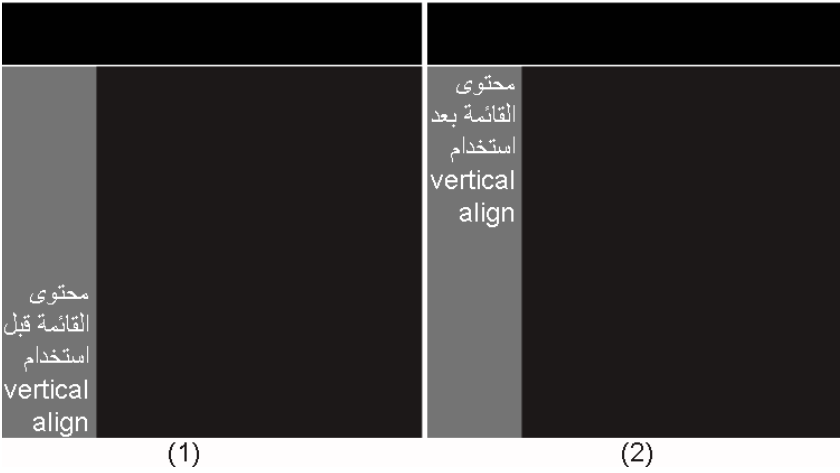 محتوى
القائمة قبل
استخدام
vertical
align
(1)
محتوى
القائمة بعد
استخدام
vertical
align
(2)